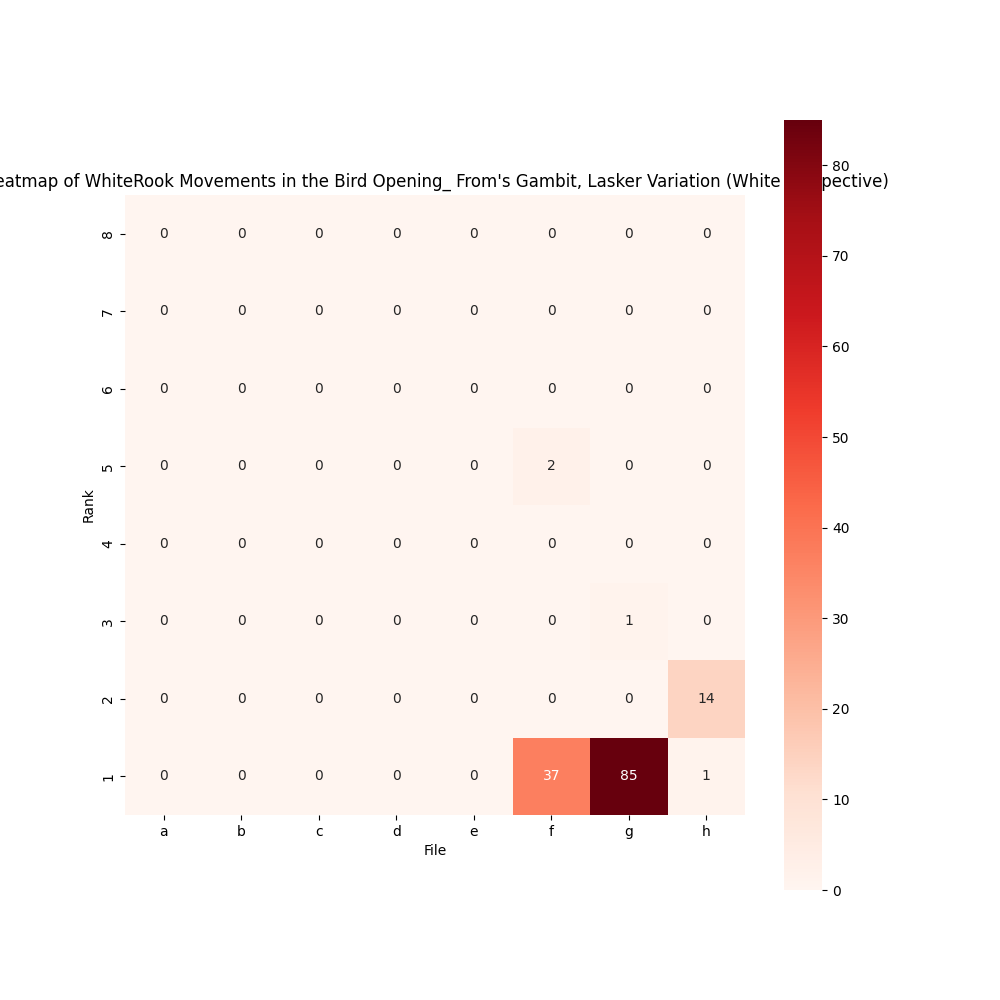 eatmap of WhiteRook Movements in the Bird Opening_ From's Gambit, Lasker Variation (White pective)
80
8 0 0 0 0 0 0 0 0
70
7 0 0 0 0 0 0 0 0
60
6 0 0 0 0 0 0 0 0
50
5 0 0 0 0 0 2 0 0
Rank
40
4 0 0 0 0 0 0 0 0
30
3 0 0 0 0 0 0 1 0
20
2 0 0 0 0 0 0 0 14
10
1 0 0 0 0 0 37 85 1
a b c d e f g h
File
0